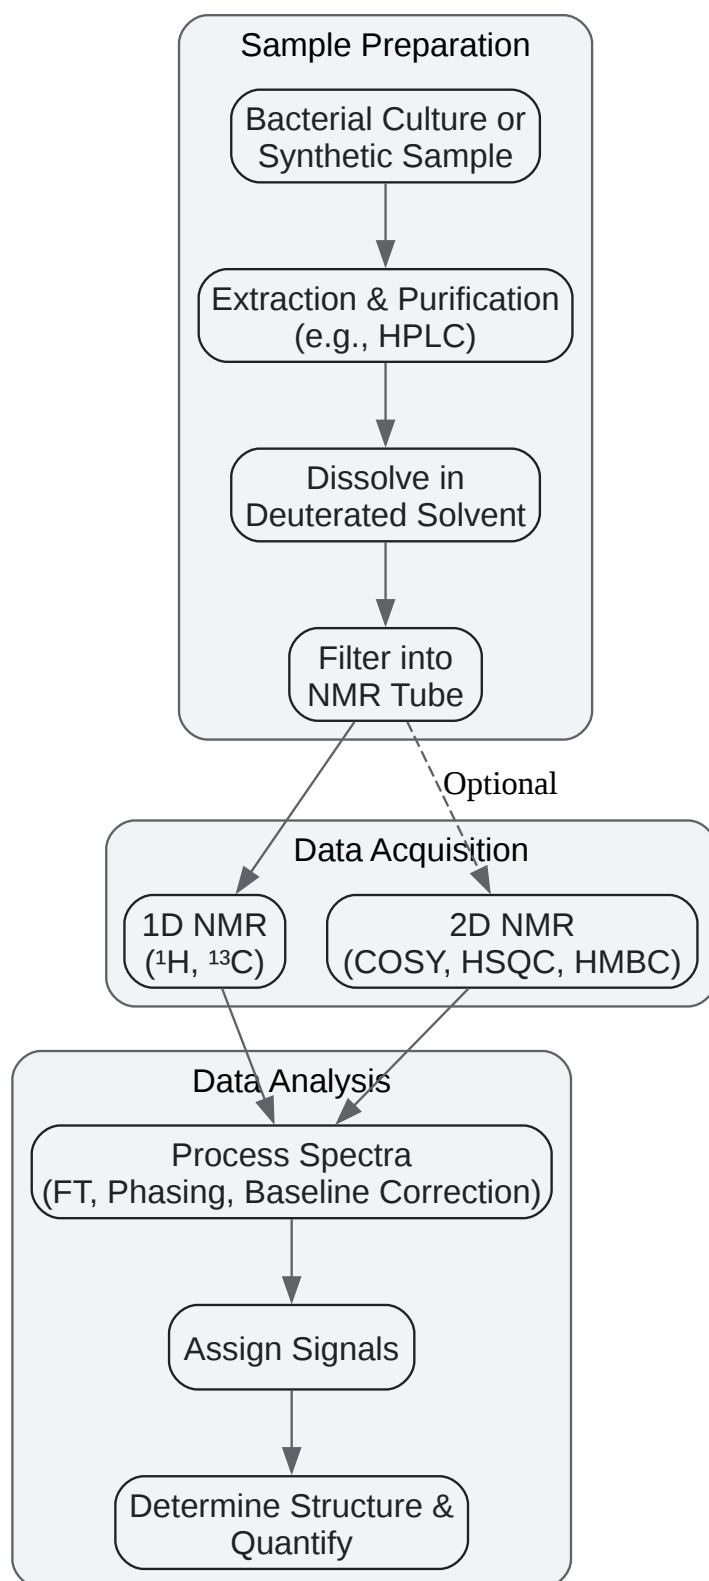 Sample Preparation
Bacterial Culture or
Synthetic Sample
Extraction & Purification
(e.g., HPLC)
Dissolve in
Deuterated Solvent
Filter into
NMR Tube
Optional
Data Acquisition
1D NMR
(¹H, ¹³C)
2D NMR
(COSY, HSQC, HMBC)
Data Analysis
Process Spectra
(FT, Phasing, Baseline Correction)
Assign Signals
Determine Structure &
Quantify